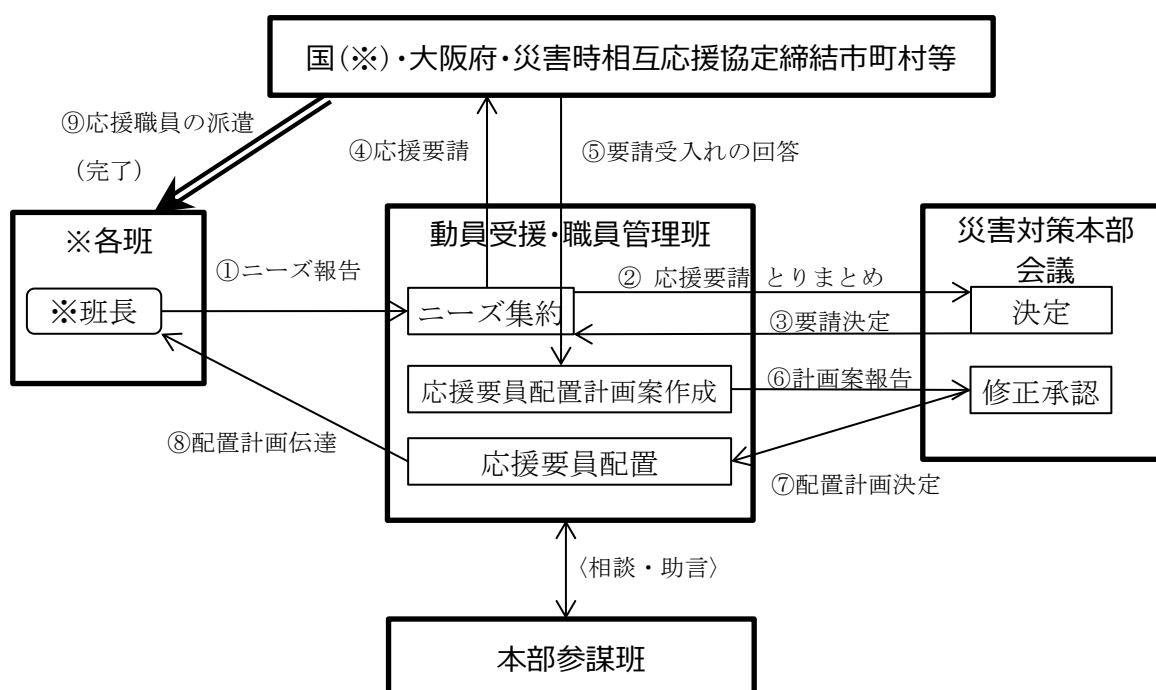 国(※)・大阪府・災害時相互応援協定締結市町村等
⑨応援職員の派遣
(完了)
④応援要請
⑤要請受入れの回答
※各班
※班長
①ニーズ報告
動員受援・職員管理班
ニーズ集約
② 応援要請 とりまとめ
③要請決定
災害対策本部
会議
決定
応援要員配置計画案作成
⑥計画案報告
修正承認
⑧配置計画伝達
応援要員配置
⑦配置計画決定
〈相談・助言〉
本部参謀班